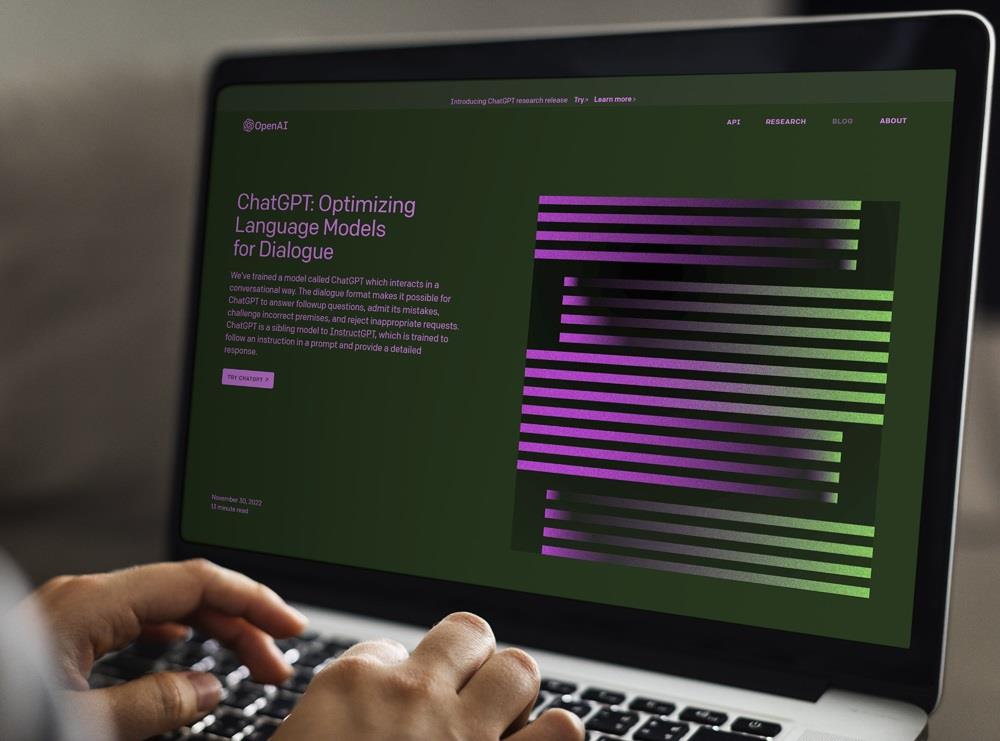 Introducing ChatGPT research release Try › Learn more ›
OpenAI
API RESEARCH BLOG ABOUT
ChatGPT: Optimizing
Language Models
for Dialogue
We've trained a model called ChatGPT which interacts in a
conversational way. The dialogue format makes it possible for
ChatGPT to answer followup questions, admit its mistakes,
challenge incorrect premises, and reject inappropriate requests.
ChatGPT is a sibling model to InstructGPT, which is trained to
follow an instruction in a prompt and provide a detailed
response.
TRY CHATGPT ↗
November 30, 2022
13 minute read